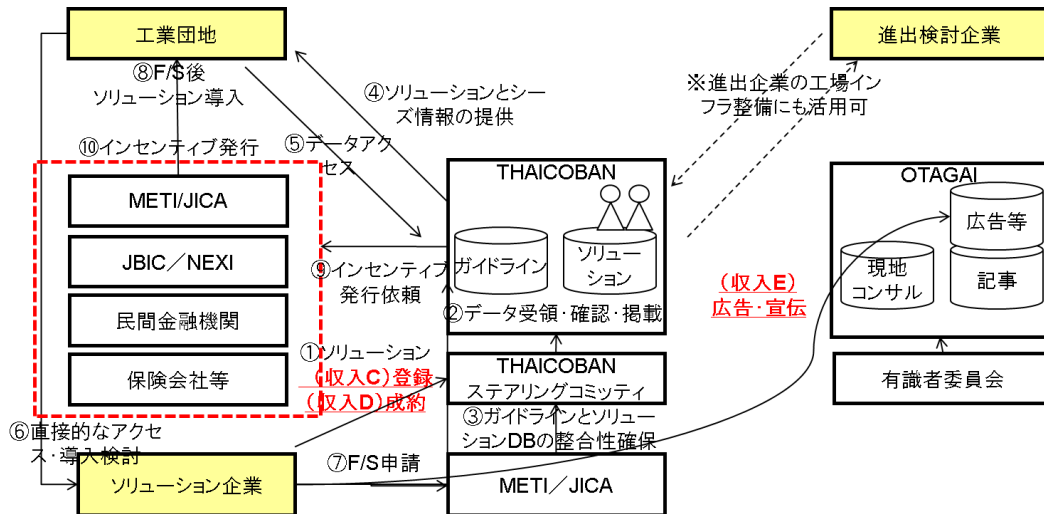 工業団地
進出検討企業
⑧F/S後
ソリューション導入
④ソリューションとシー
ズ情報の提供
※進出企業の工場イン
フラ整備にも活用可
⑩インセンティブ発行
⑤データアク
セス
METI/JICA
JBIC／NEXI
民間金融機関
保険会社等
THAICOBAN
ガイドライン
ソリュー
ション
②データ受領・確認・掲載
⑨インセンティブ
発行依頼
OTAGAI
広告等
現地
コンサル
記事
（収入E）
広告・宣伝
①ソリューション
（収入C）登録
（収入D）成約
THAICOBAN
ステアリングコミッティ
有識者委員会
③ガイドラインとソリュー
ションDBの整合性確保
⑥直接的なアクセ
ス・導入検討
ソリューション企業
⑦F/S申請
METI／JICA